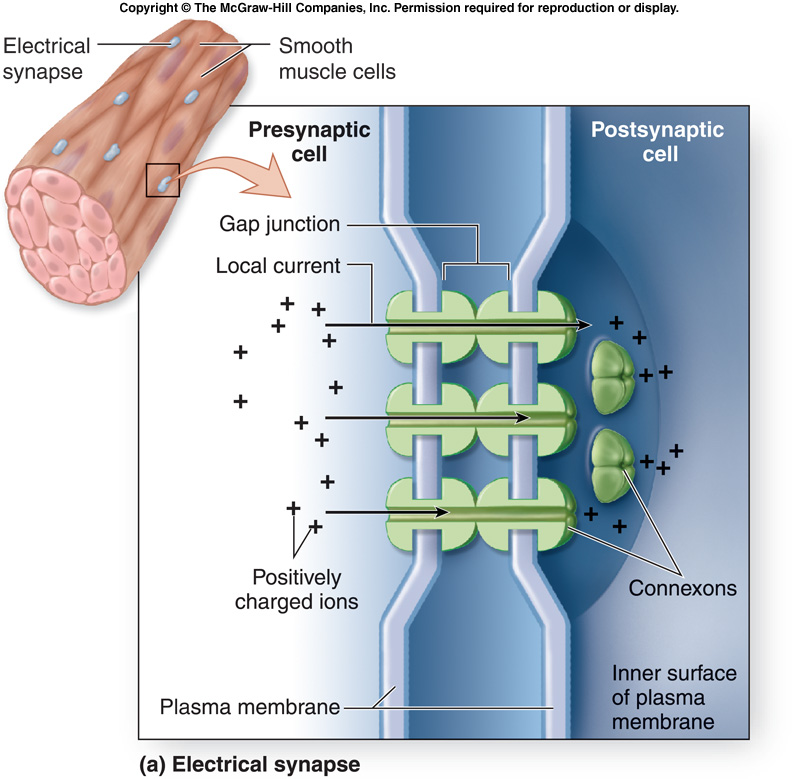 Copyright © The McGraw-Hill Companies, Inc. Permission required for reproduction or display.
Electrical
synapse
Smooth
muscle cells
Presynaptic
cell
Postsynaptic
cell
Gap junction
Local current
Positively
charged ions
Connexons
Plasma membrane
Inner surface
of plasma
membrane
(a) Electrical synapse